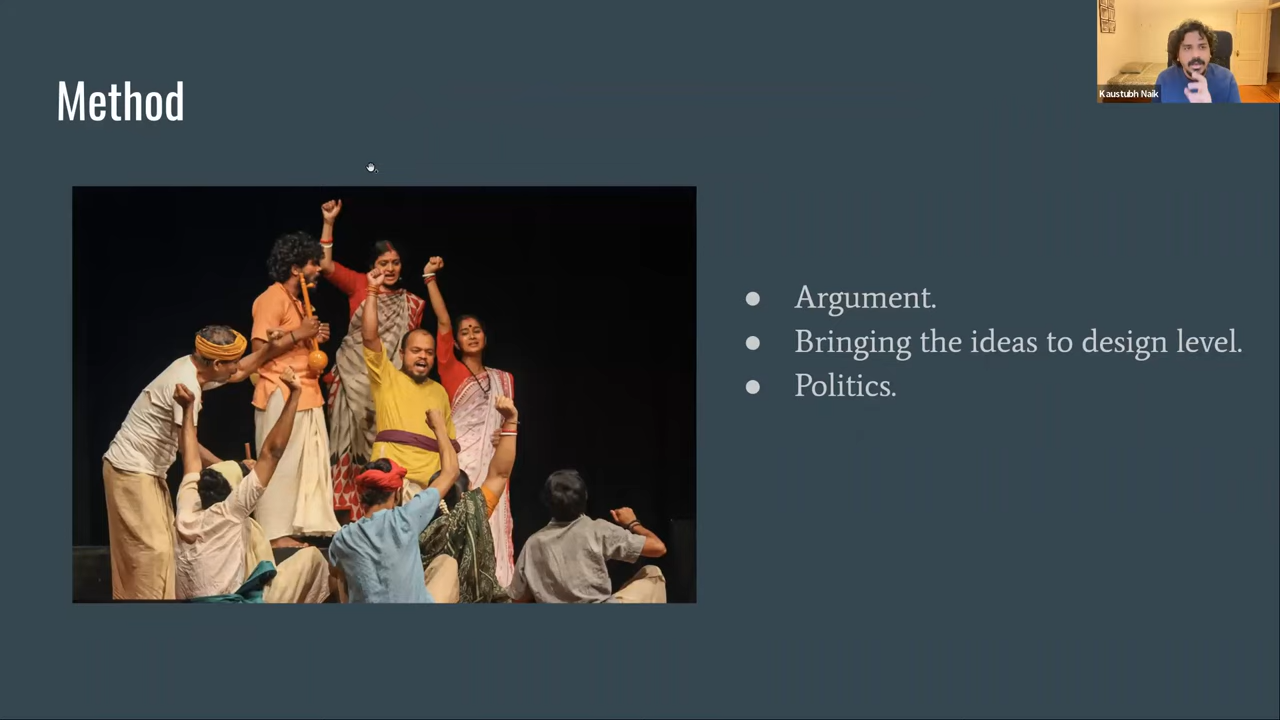 Kaustubh Naik
Method
● Argument.
● Bringing the ideas to design level.
● Politics.